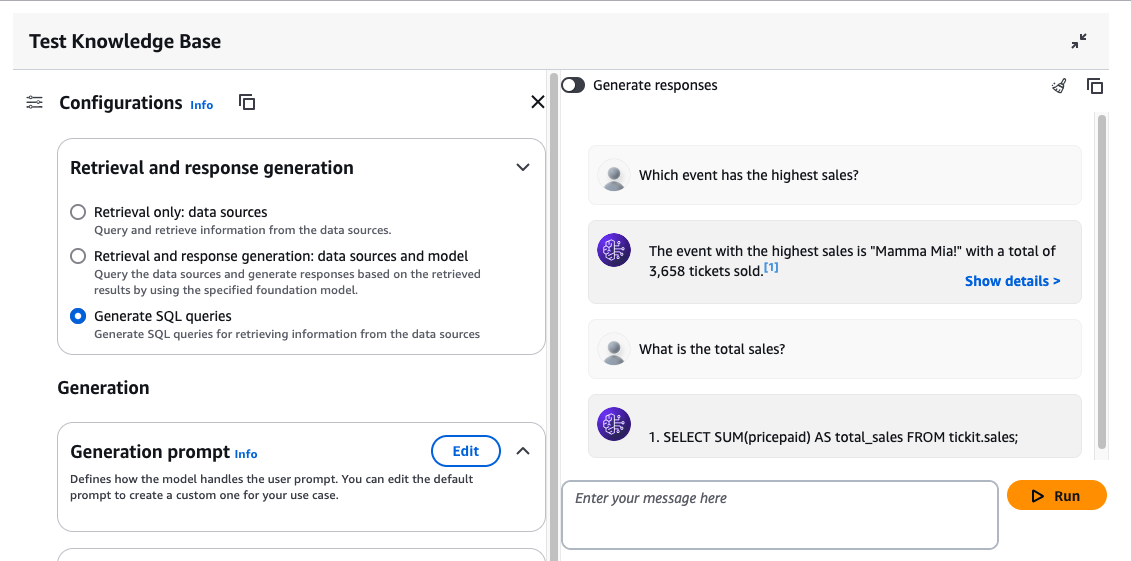 Test Knowledge Base
Configurations Info
Retrieval and response generation
Retrieval only: data sources
Query and retrieve information from the data sources.
Retrieval and response generation: data sources and model
Query the data sources and generate responses based on the retrieved
results by using the specified foundation model.
Generate SQL queries
Generate SQL queries for retrieving information from the data sources
Generation
Generation prompt Info
Edit
Defines how the model handles the user prompt. You can edit the default
prompt to create a custom one for your use case.
Generate responses
Which event has the highest sales?
The event with the highest sales is "Mamma Mia!" with a total of
3,658 tickets sold.[1]
Show details >
What is the total sales?
1. SELECT SUM(pricepaid) AS total_sales FROM tickit.sales;
Enter your message here
Run